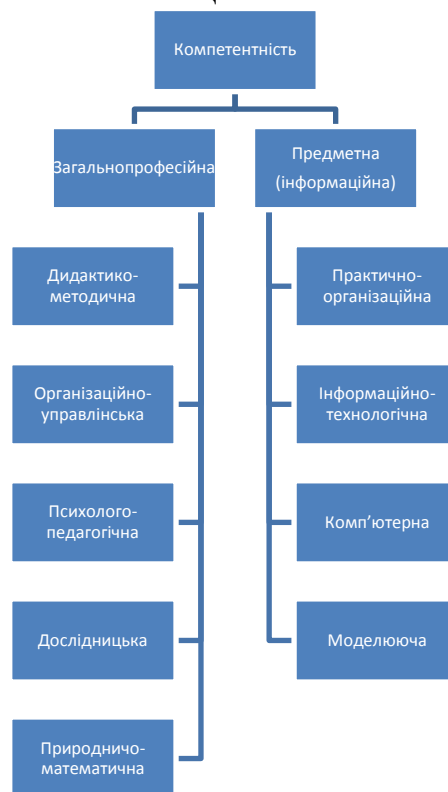 Компетентність
Загальнопрофесійна
Предметна
(інформаційна)
Дидактико-
методична
Практично-
організаційна
Організаційно-
управлінська
Інформаційно-
технологічна
Психолого-
педагогічна
Комп’ютерна
Дослідницька
Моделююча
Природничо-
математична